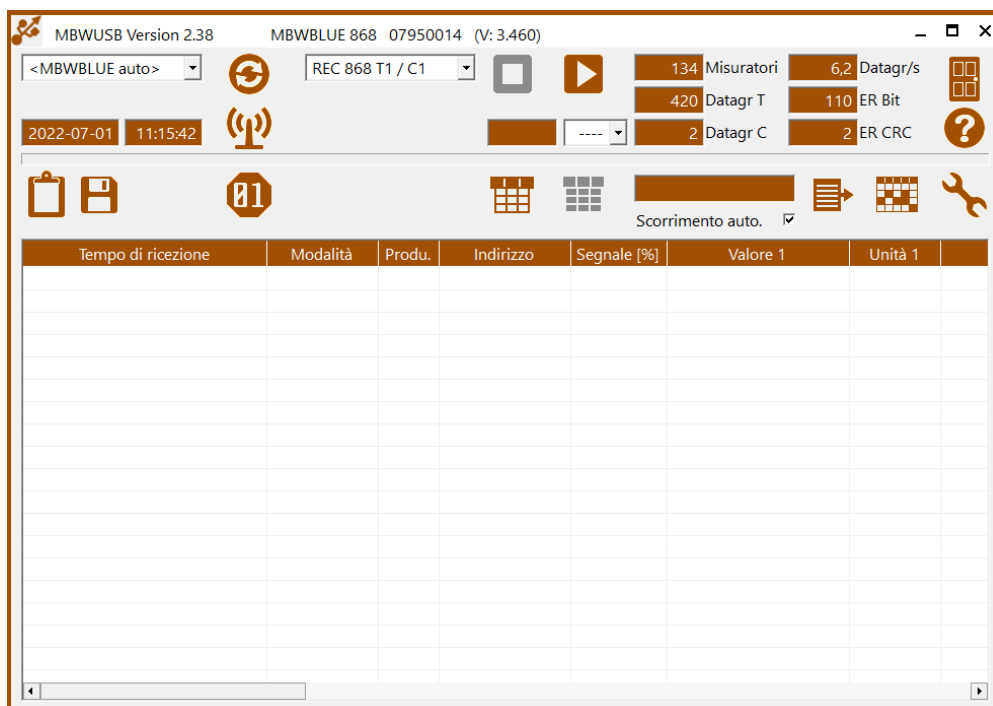 MBWUSB Version 2.38 MBWBLUE 868 07950014 (V: 3.460)
<MBWBLUE auto> REC 868 T1 / C1 134 Misuratori 6,2 Datagr/s
420 Datagr T 110 ER Bit
2022-07-01 11:15:42 ---- 2 Datagr C 2 ER CRC ?
01
Scorrimento auto.
Tempo di ricezione Modalità Produ. Indirizzo Segnale [%] Valore 1 Unità 1